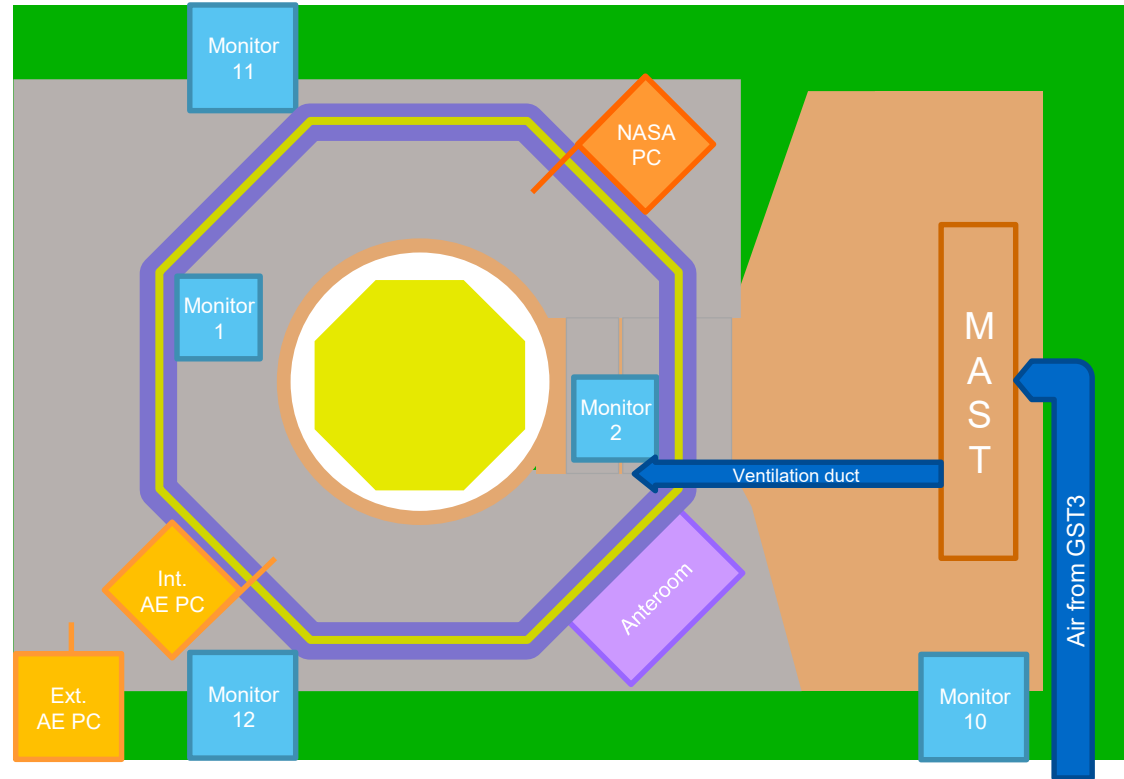 Monitor
11
NASA
PC
Monitor
1
M
A
S
T
Monitor
2
Ventilation duct
Int.
AE PC
Anteroom
Air from GST3
Ext.
AE PC
Monitor
12
Monitor
10